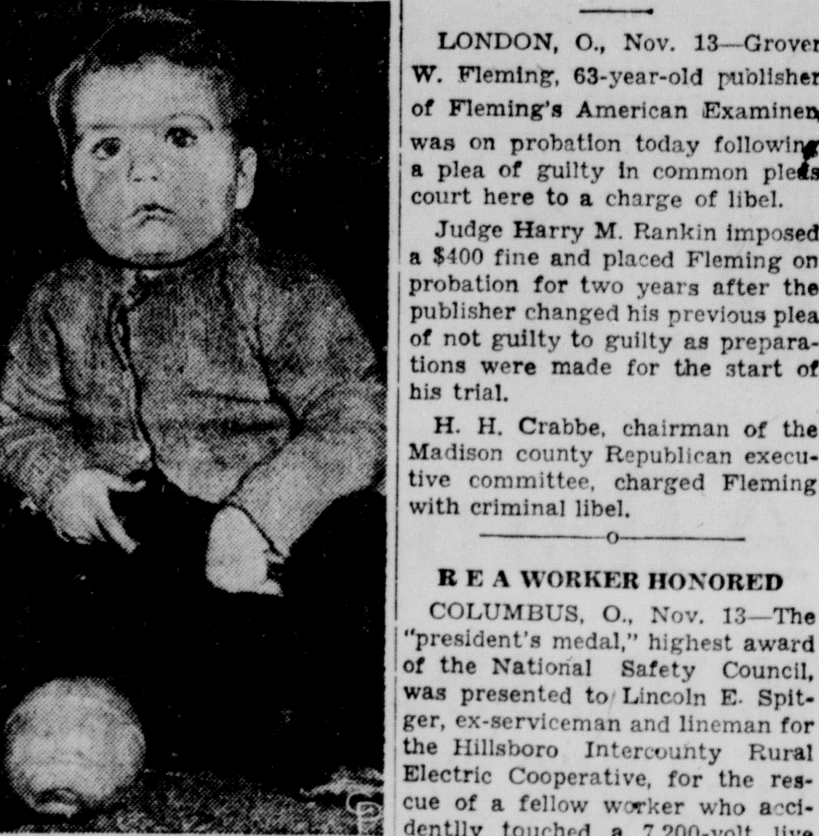 LONDON, O., Nov. 13—Grover
W. Fleming, 63-year-old publisher
of Fleming's American Examiner,
was on probation today following
a plea of guilty in common pleas
court here to a charge of libel.
Judge Harry M. Rankin imposed
a $400 fine and placed Fleming on
probation for two years after the
publisher changed his previous plea
of not guilty to guilty as prepara-
tions were made for the start of
his trial.
H. H. Crabbe, chairman of the
Madison county Republican execu-
tive committee, charged Fleming
with criminal libel.
R E A WORKER HONORED
COLUMBUS, O., Nov. 13—The
"president's medal," highest award
of the National Safety Council,
was presented to Lincoln E. Spit-
ger, ex-serviceman and lineman for
the Hillsboro Intercounty Rural
Electric Cooperative, for the res-
cue of a fellow worker who acci-
dentlly touched a 7,200-volt live